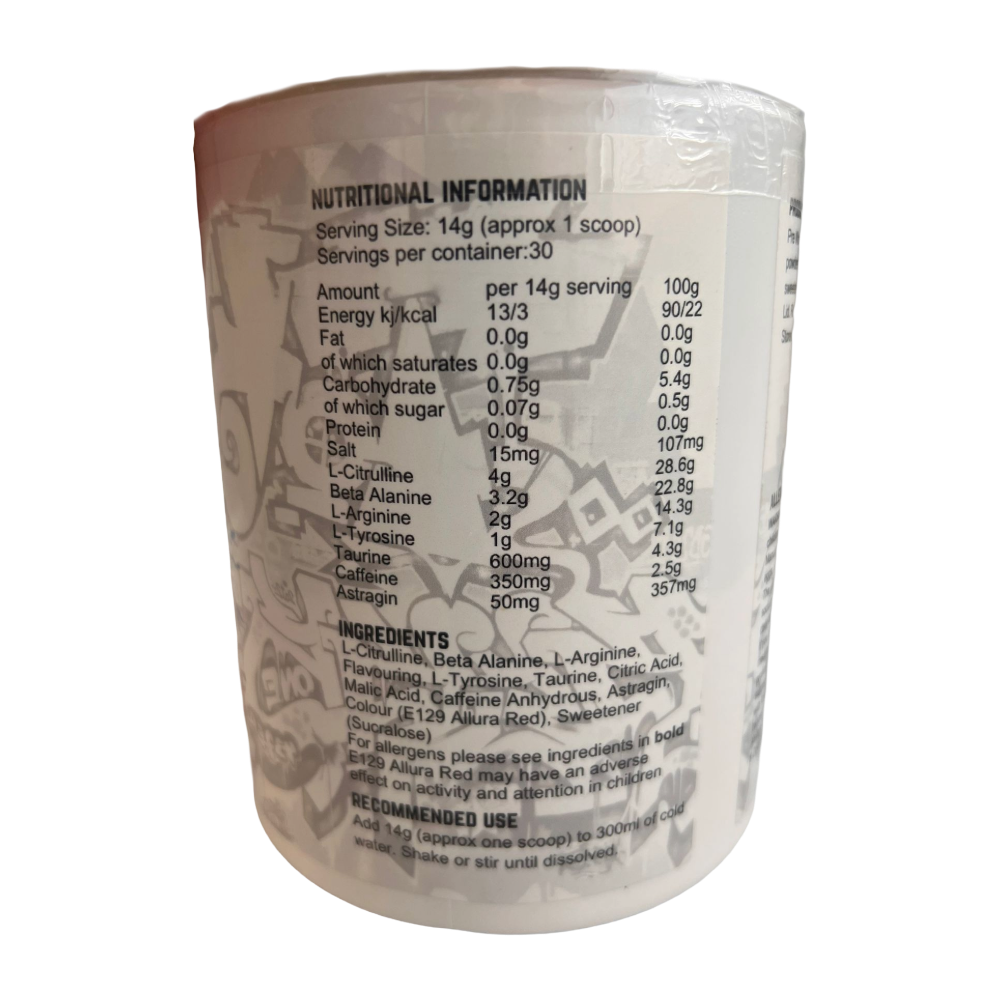 NUTRITIONAL INFORMATION
Serving Size: 14g (approx 1 scoop)
Servings per container:30
Amount per 14g serving 100g
Energy kj/kcal 13/3 90/22
Fat 0.0g 0.0g
of which saturates 0.0g 0.0g
Carbohydrate 0.75g 5.4g
of which sugar 0.07g 0.5g
Protein 0.0g 0.0g
Salt 15mg 107mg
L-Citrulline 4g 28.6g
Beta Alanine 3.2g 22.8g
L-Arginine 2g 14.3g
L-Tyrosine 1g 7.1g
Taurine 600mg 4.3g
Caffeine 350mg 2.5g
Astragin 50mg 357mg
INGREDIENTS
L-Citrulline, Beta Alanine, L-Arginine,
Flavouring, L-Tyrosine, Taurine, Citric Acid,
Malic Acid, Caffeine Anhydrous, Astragin,
Colour (E129 Allura Red), Sweetener
(Sucralose)
For allergens please see ingredients in bold
E129 Allura Red may have an adverse
effect on activity and attention in children
RECOMMENDED USE
Add 14g (approx one scoop) to 300ml of cold
water. Shake or stir until dissolved.